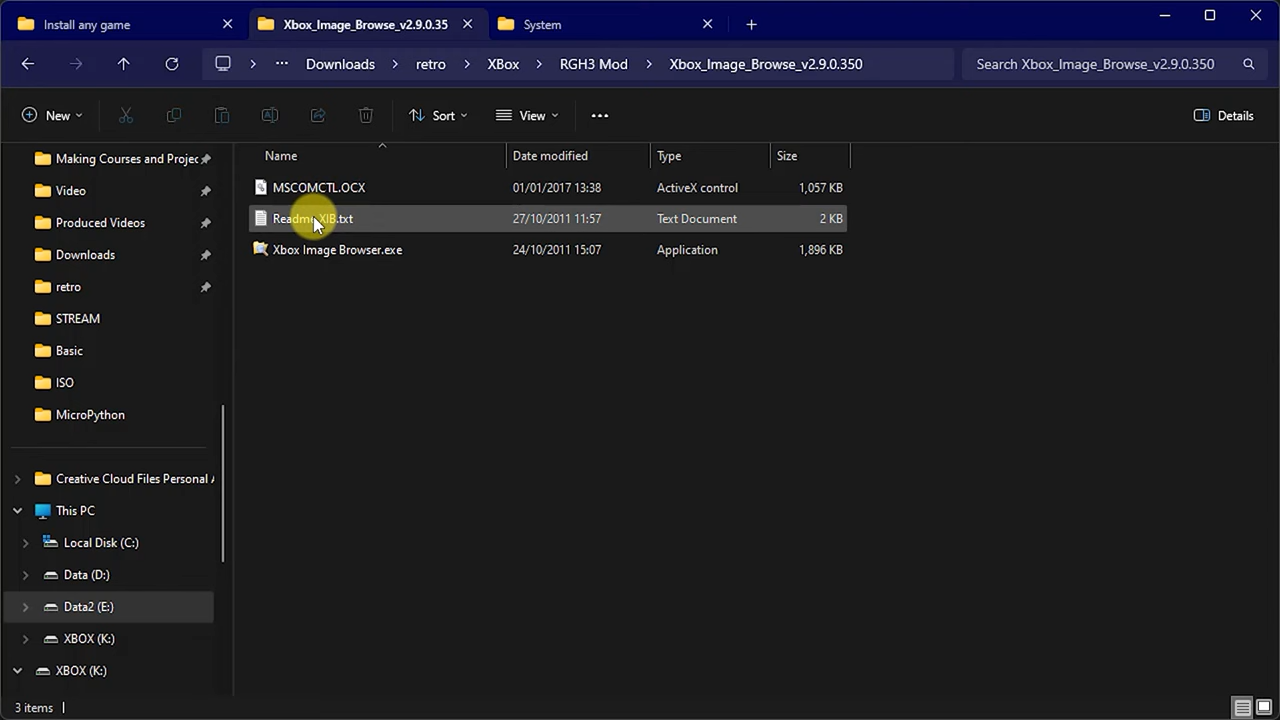 Install any game
Xbox_Image_Browse_v2.9.0.35
System
Downloads
retro
XBox
RGH3 Mod
Xbox_Image_Browse_v2.9.0.350
Search Xbox_Image_Browse_v2.9.0.350
New
Sort
View
Details
Name
Date modified
Type
Size
MSCOMCTL.OCX 01/01/2017 13:38 ActiveX control 1,057 KB
Readme XIB.txt 27/10/2011 11:57 Text Document 2 KB
Xbox Image Browser.exe 24/10/2011 15:07 Application 1,896 KB
Making Courses and Projec
Video
Produced Videos
Downloads
retro
STREAM
Basic
ISO
MicroPython
Creative Cloud Files Personal A
This PC
Local Disk (C:)
Data (D:)
Data2 (E:)
XBOX (K:)
XBOX (K:)
3 items